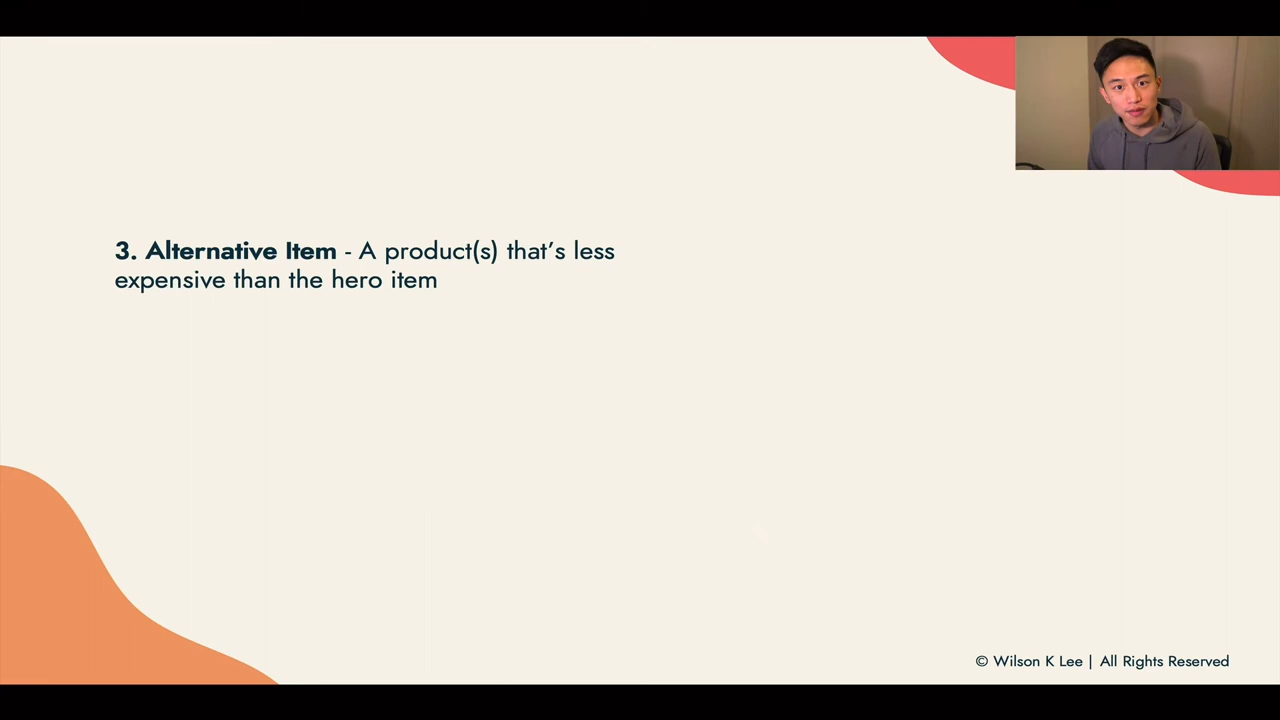 3. Alternative Item - A product(s) that's less
expensive than the hero item
© Wilson K Lee | All Rights Reserved